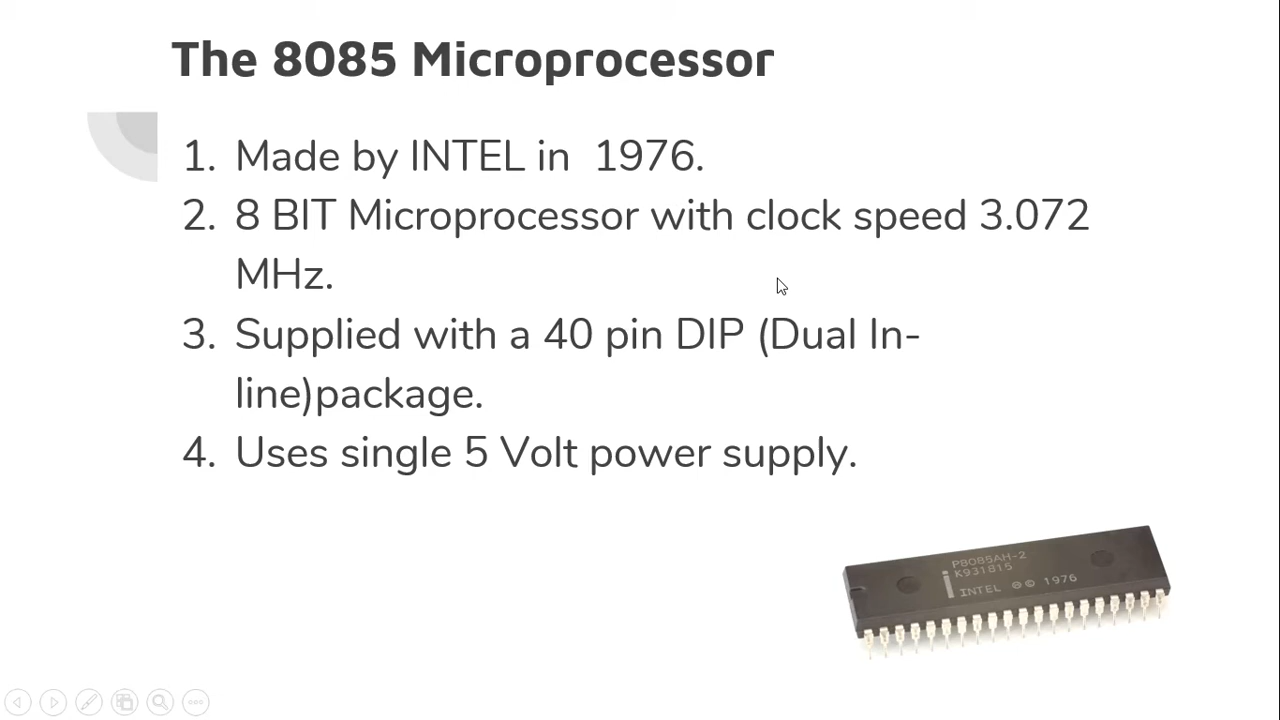 The 8085 Microprocessor
1. Made by INTEL in  1976.
2. 8 BIT Microprocessor with clock speed 3.072
MHz.
3. Supplied with a 40 pin DIP (Dual In-
line)package.
4. Uses single 5 Volt power supply.
P8085AH-2
K931815
INTEL ⓜ © 1976